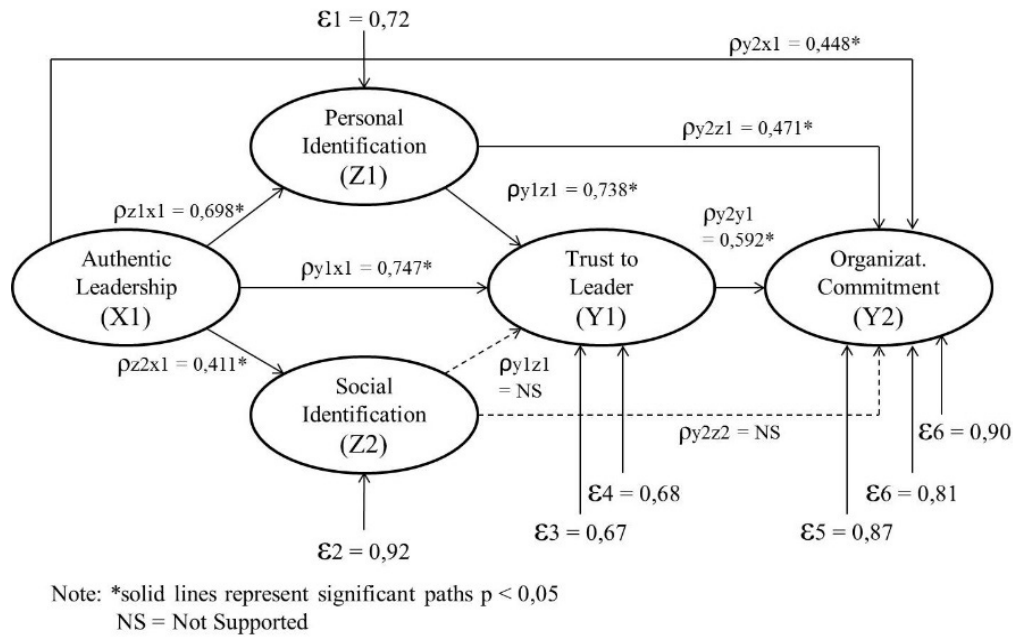 ε1 = 0,72
ρy2x1 = 0,448*
Personal
Identification
(Z1)
ρy2z1 = 0,471*
ρz1x1 = 0,698*
ρy1z1 = 0,738*
ρy2y1
= 0,592*
Authentic
Leadership
(X1)
ρy1x1 = 0,747*
Trust to
Leader
(Y1)
Organizat.
Commitment
(Y2)
ρz2x1 = 0,411*
ρy1z1
= NS
Social
Identification
(Z2)
ρy2z2 = NS
ε6 = 0,90
ε4 = 0,68
ε6 = 0,81
ε2 = 0,92
ε3 = 0,67
ε5 = 0,87
Note: *solid lines represent significant paths p < 0,05
NS = Not Supported